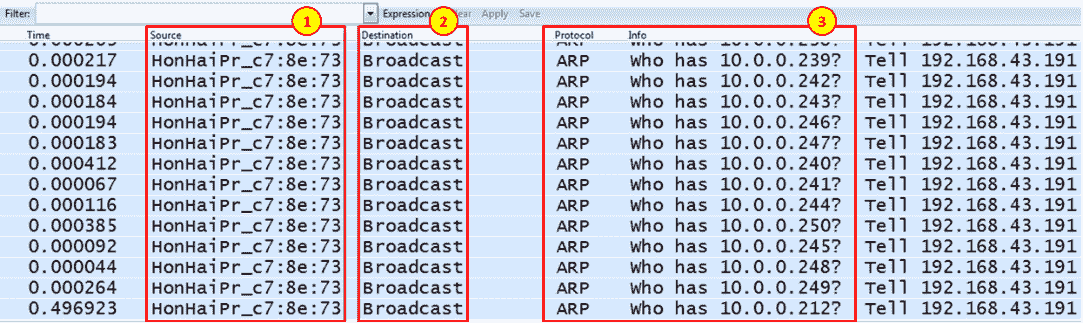 Filter: Expression... Clear Apply Save
1 2 3
Time Source Destination Protocol Info
HonHaiPr_c7:8e:73 Broadcast ARP Who has Tell 192.168.43.191
0.000217 HonHaiPr_c7:8e:73 Broadcast ARP Who has 10.0.0.239? Tell 192.168.43.191
0.000194 HonHaiPr_c7:8e:73 Broadcast ARP Who has 10.0.0.242? Tell 192.168.43.191
0.000184 HonHaiPr_c7:8e:73 Broadcast ARP Who has 10.0.0.243? Tell 192.168.43.191
0.000194 HonHaiPr_c7:8e:73 Broadcast ARP Who has 10.0.0.246? Tell 192.168.43.191
0.000183 HonHaiPr_c7:8e:73 Broadcast ARP Who has 10.0.0.247? Tell 192.168.43.191
0.000412 HonHaiPr_c7:8e:73 Broadcast ARP Who has 10.0.0.240? Tell 192.168.43.191
0.000067 HonHaiPr_c7:8e:73 Broadcast ARP Who has 10.0.0.241? Tell 192.168.43.191
0.000116 HonHaiPr_c7:8e:73 Broadcast ARP Who has 10.0.0.244? Tell 192.168.43.191
0.000385 HonHaiPr_c7:8e:73 Broadcast ARP Who has 10.0.0.250? Tell 192.168.43.191
0.000092 HonHaiPr_c7:8e:73 Broadcast ARP Who has 10.0.0.245? Tell 192.168.43.191
0.000044 HonHaiPr_c7:8e:73 Broadcast ARP Who has 10.0.0.248? Tell 192.168.43.191
0.000264 HonHaiPr_c7:8e:73 Broadcast ARP Who has 10.0.0.249? Tell 192.168.43.191
0.496923 HonHaiPr_c7:8e:73 Broadcast ARP Who has 10.0.0.212? Tell 192.168.43.191